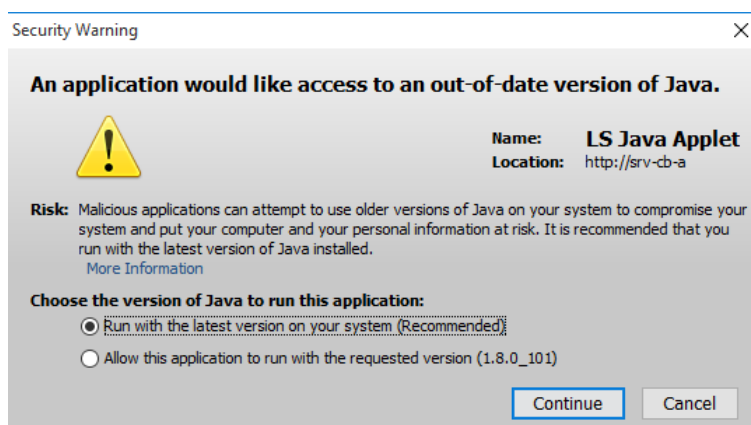 Security Warning
An application would like access to an out-of-date version of Java.
Name: LS Java Applet
Location: http://srv-cb-a
Risk: Malicious applications can attempt to use older versions of Java on your system to compromise your
system and put your computer and your personal information at risk. It is recommended that you
run with the latest version of Java installed.
More Information
Choose the version of Java to run this application:
Run with the latest version on your system (Recommended)
Allow this application to run with the requested version (1.8.0_101)
Continue Cancel